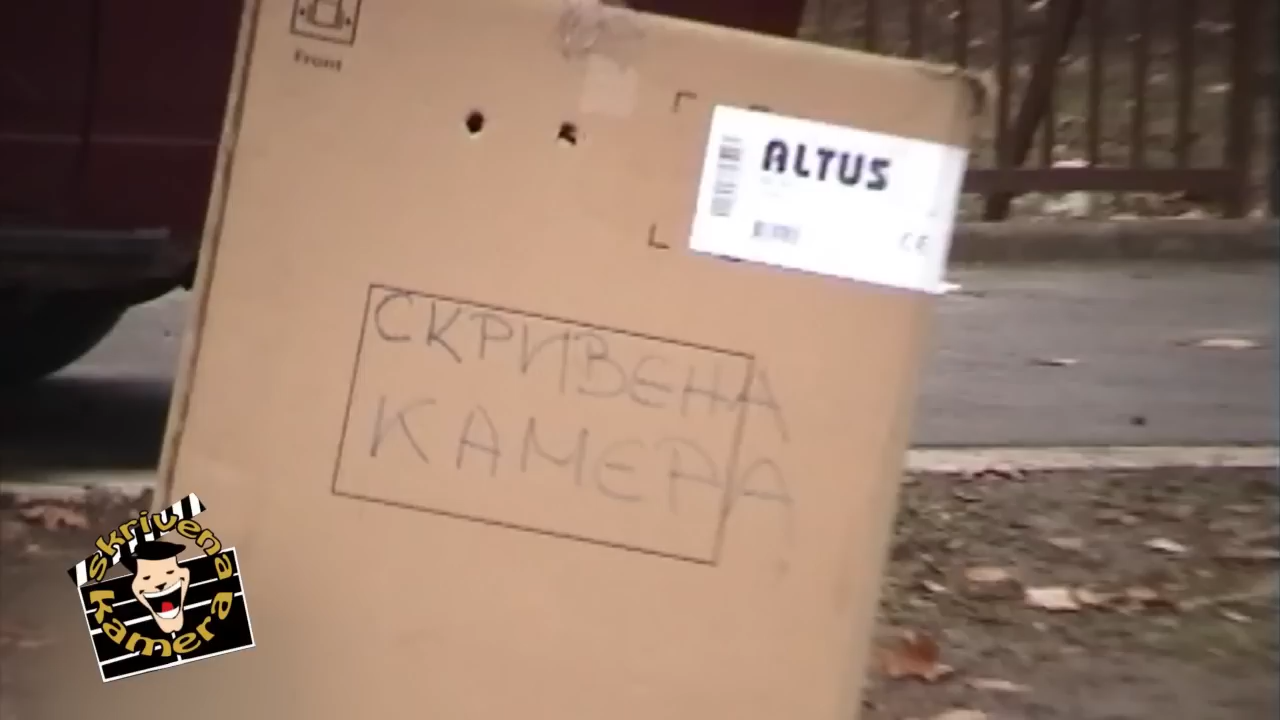 Front
ALTUS
CE
СКРИВЕНА
КАМЕРА
skrivena
kamera